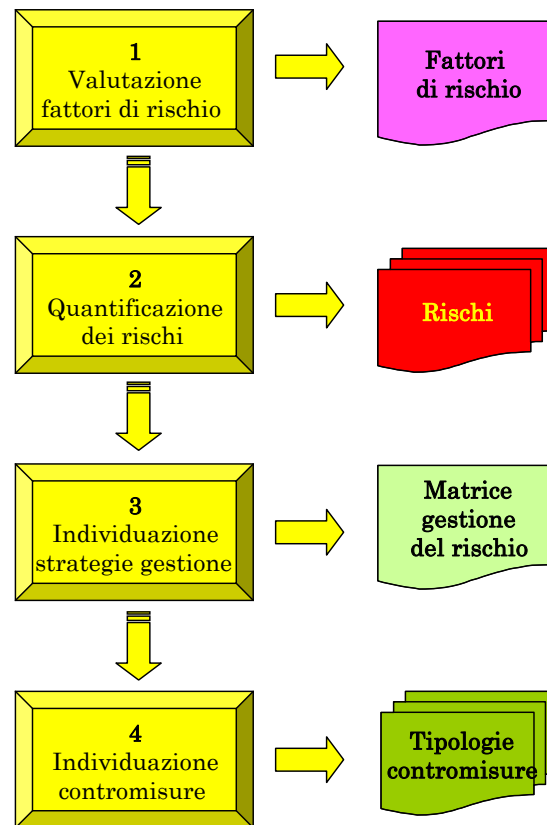 1
Valutazione
fattori di rischio
Fattori
di rischio
2
Quantificazione
dei rischi
Rischi
3
Individuazione
strategie gestione
Matrice
gestione
del rischio
4
Individuazione
contromisure
Tipologie
contromisure